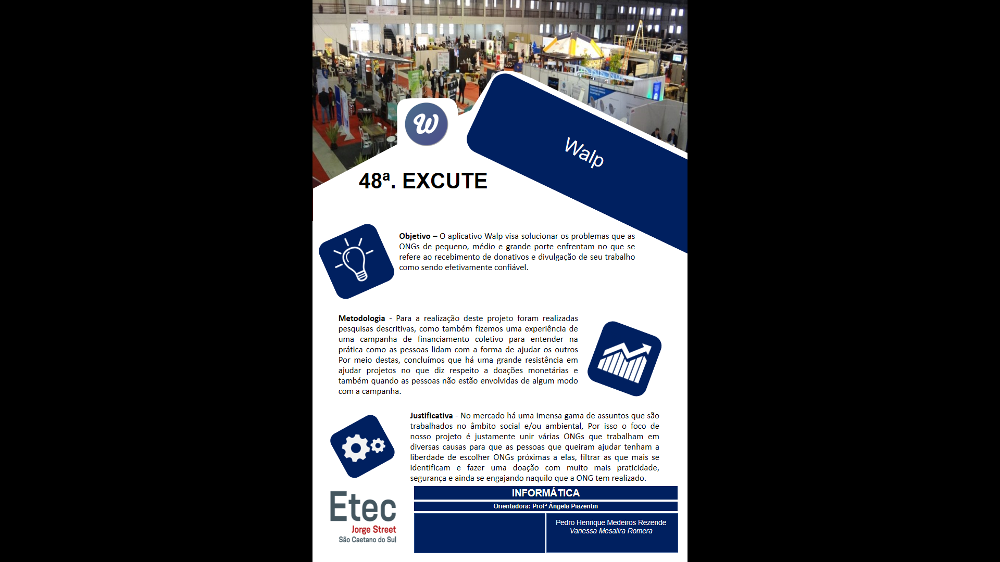 W
Walp
48ª. EXCUTE
Objetivo – O aplicativo Walp visa solucionar os problemas que as
ONGs de pequeno, médio e grande porte enfrentam no que se
refere ao recebimento de donativos e divulgação de seu trabalho
como sendo efetivamente confiável.
Metodologia - Para a realização deste projeto foram realizadas
pesquisas descritivas, como também fizemos uma experiência de
uma campanha de financiamento coletivo para entender na
prática como as pessoas lidam com a forma de ajudar os outros
Por meio destas, concluímos que há uma grande resistência em
ajudar projetos no que diz respeito a doações monetárias e
também quando as pessoas não estão envolvidas de algum modo
com a campanha.
Justificativa - No mercado há uma imensa gama de assuntos que são
trabalhados no âmbito social e/ou ambiental, Por isso o foco de
nosso projeto é justamente unir várias ONGs que trabalham em
diversas causas para que as pessoas que queiram ajudar tenham a
liberdade de escolher ONGs próximas a elas, filtrar as que mais se
identificam e fazer uma doação com muito mais praticidade,
segurança e ainda se engajando naquilo que a ONG tem realizado.
Etec
Jorge Street
São Caetano do Sul
INFORMÁTICA
Orientadora: Profª Ângela Piazentin
Pedro Henrique Medeiros Rezende
Vanessa Mesalira Romera